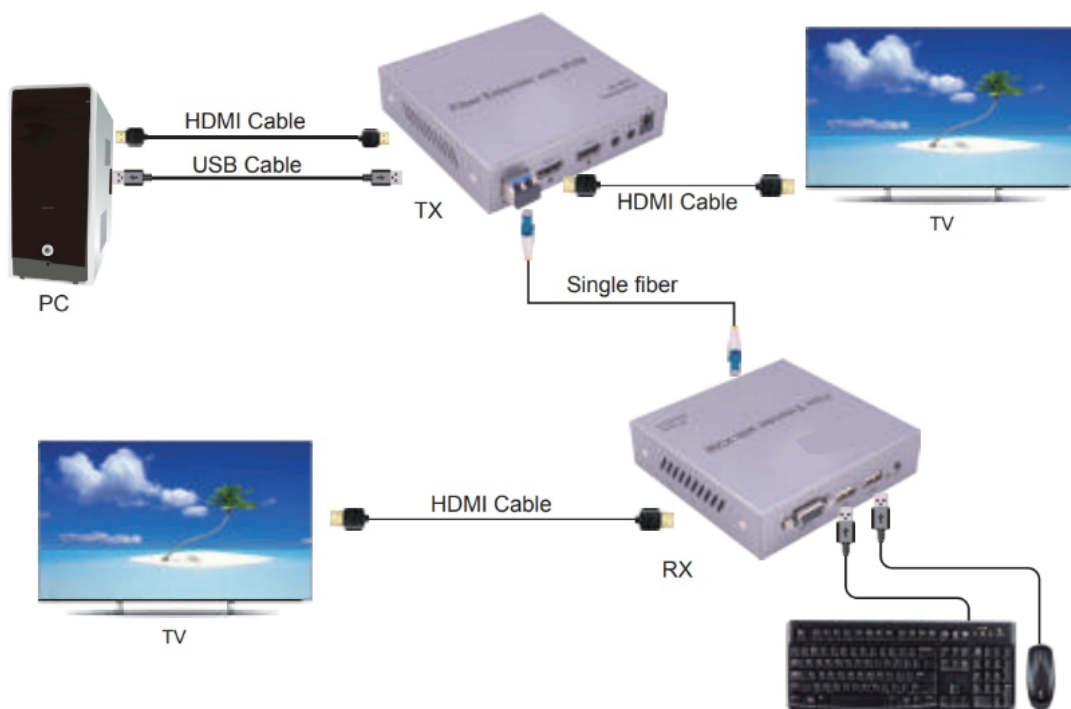 HDMI Cable
USB Cable
TX
HDMI Cable
TV
PC
Single fiber
HDMI Cable
RX
TV